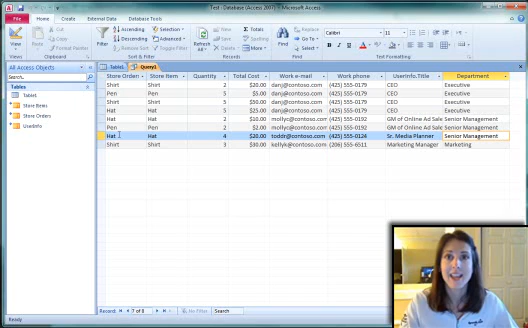 Test - Database (Access 2007) - Microsoft Access
File Home Create External Data Database Tools
View Paste Cut Copy Format Painter
Filter Ascending Descending Remove Sort Selection Advanced Toggle Filter
Refresh All New Save Delete Totals Spelling More
Find Replace Go To Select
Calibri 11
B I U
Views Clipboard Sort & Filter Records Find Text Formatting
All Access Objects
Search..
Tables
Table1
Store Items
Store Orders
UserInfo
Table1 Query1
Store Orders Store Item Quantity Total Cost Work e-mail Work phone UserInfo.Title Department
Shirt Shirt 2 $20.00 danj@contoso.com (425) 555-0179 CEO Executive
Pen Pen 5 $5.00 danj@contoso.com (425) 555-0179 CEO Executive
Shirt Shirt 5 $50.00 danj@contoso.com (425) 555-0179 CEO Executive
Hat Hat 5 $25.00 danj@contoso.com (425) 555-0179 CEO Executive
Hat Hat 2 $10.00 mollyc@contoso.com (425) 555-0192 GM of Online Ad Sale Senior Management
Pen Pen 2 $2.00 mollyc@contoso.com (425) 555-0192 GM of Online Ad Sale Senior Management
Hat Hat 4 $20.00 toddr@contoso.com (425) 555-0124 Sr. Media Planner Senior Management
Shirt Shirt 3 $30.00 kellyk@contoso.com (206) 555-6511 Marketing Manager Marketing
Record: 7 of 8 No Filter Search
Ready